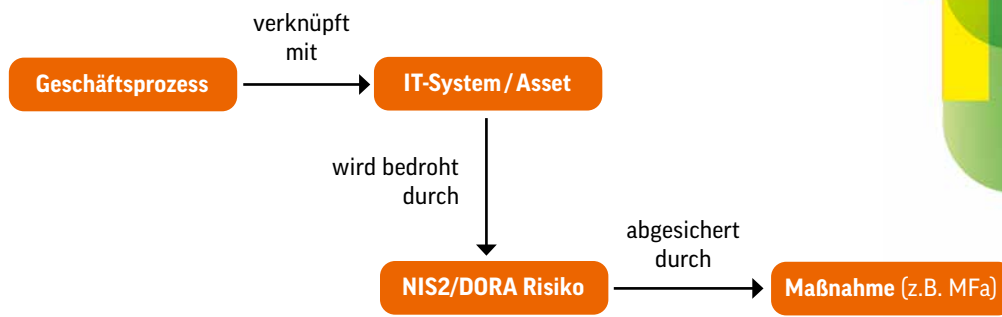 verknüpft
mit
Geschäftsprozess
IT-System / Asset
wird bedroht
durch
abgesichert
durch
NIS2/DORA Risiko
Maßnahme (z.B. MFa)